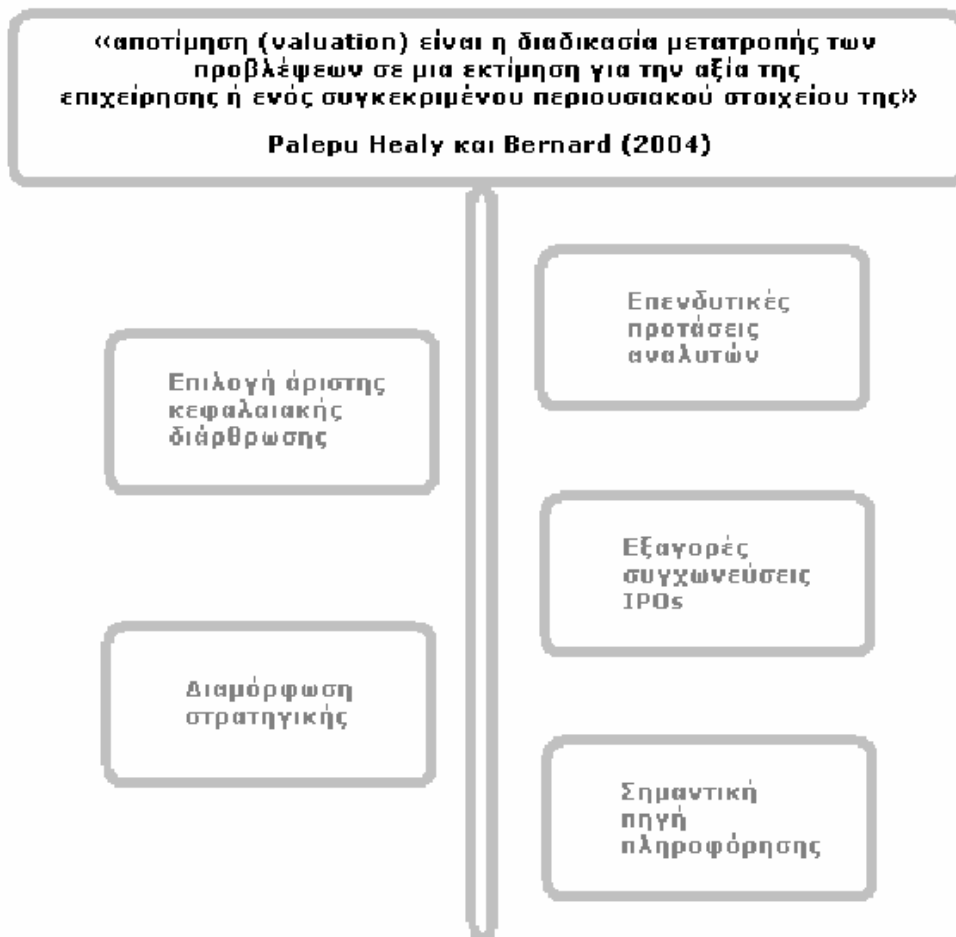 «αποτίμηση (valuation) είναι η διαδικασία μετατροπής των
προβλέψεων σε μια εκτίμηση για την αξία της
επιχείρησης ή ενός συγκεκριμένου περιουσιακού στοιχείου της»
Palepu Healy και Bernard (2004)
Επιλογή άριστης
κεφαλαιακής
διάρθρωσης
Διαμόρφωση
στρατηγικής
Επενδυτικές
προτάσεις
αναλυτών
Εξαγορές
συγχωνεύσεις
IPOs
Σημαντική
πηγή
πληροφόρησης